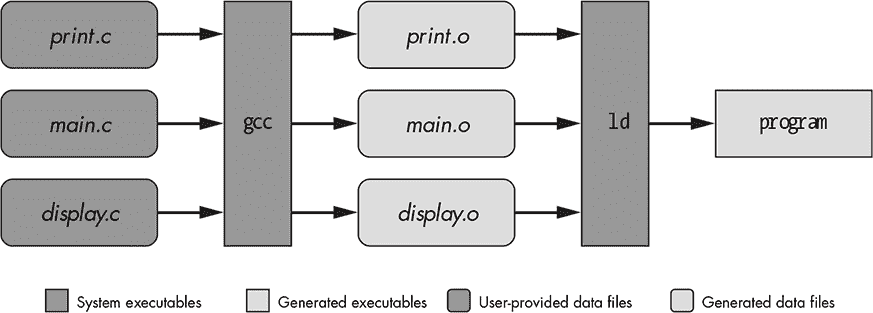 print.c
print.o
main.c
gcc
main.o
ld
program
display.c
display.o
System executables
Generated executables
User-provided data files
Generated data files